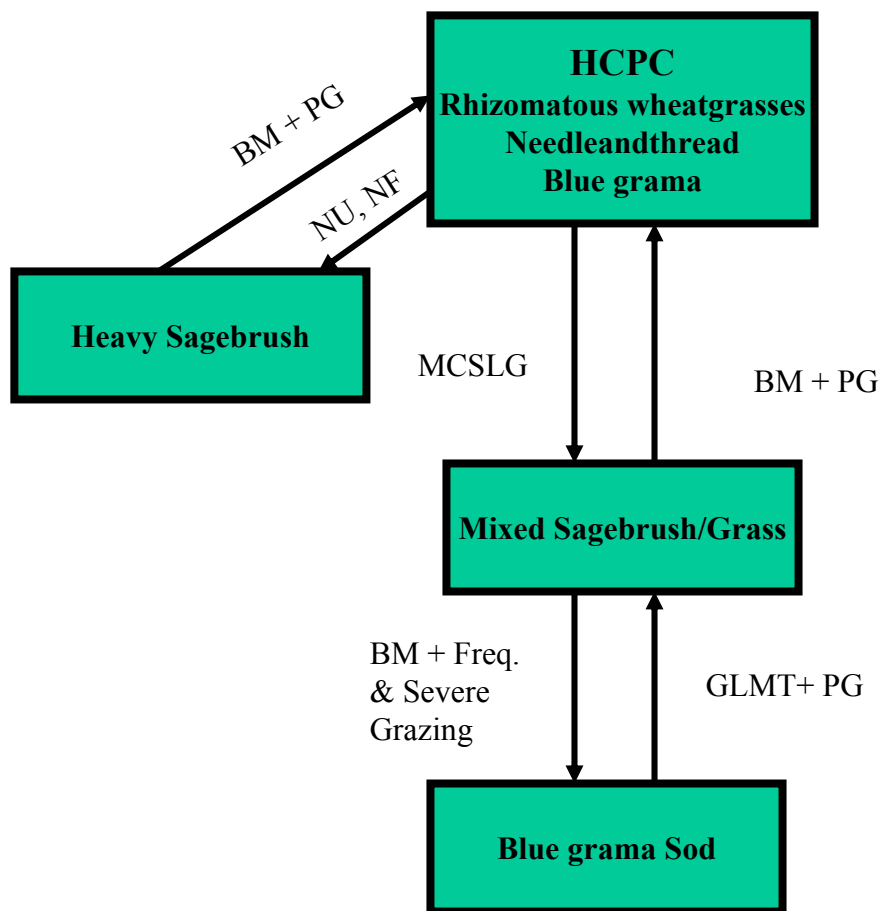 HCPC
Rhizomatous wheatgrasses
Needleandthread
Blue grama
BM + PG
NU, NF
Heavy Sagebrush
MCSLG
BM + PG
Mixed Sagebrush/Grass
BM + Freq.
& Severe
Grazing
GLMT+ PG
Blue grama Sod